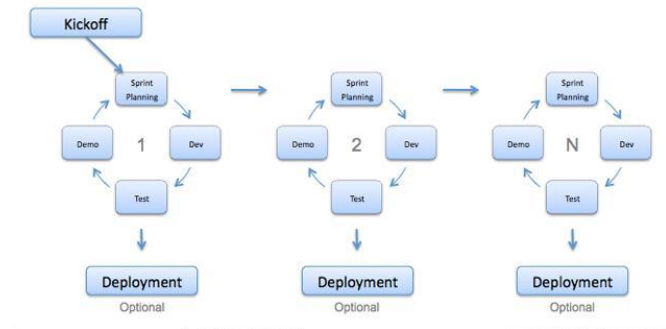 Kickoff
Sprint
Planning
Demo
1
Dev
Test
Deployment
Optional
Sprint
Planning
Demo
2
Dev
Test
Deployment
Optional
Sprint
Planning
Demo
N
Dev
Test
Deployment
Optional